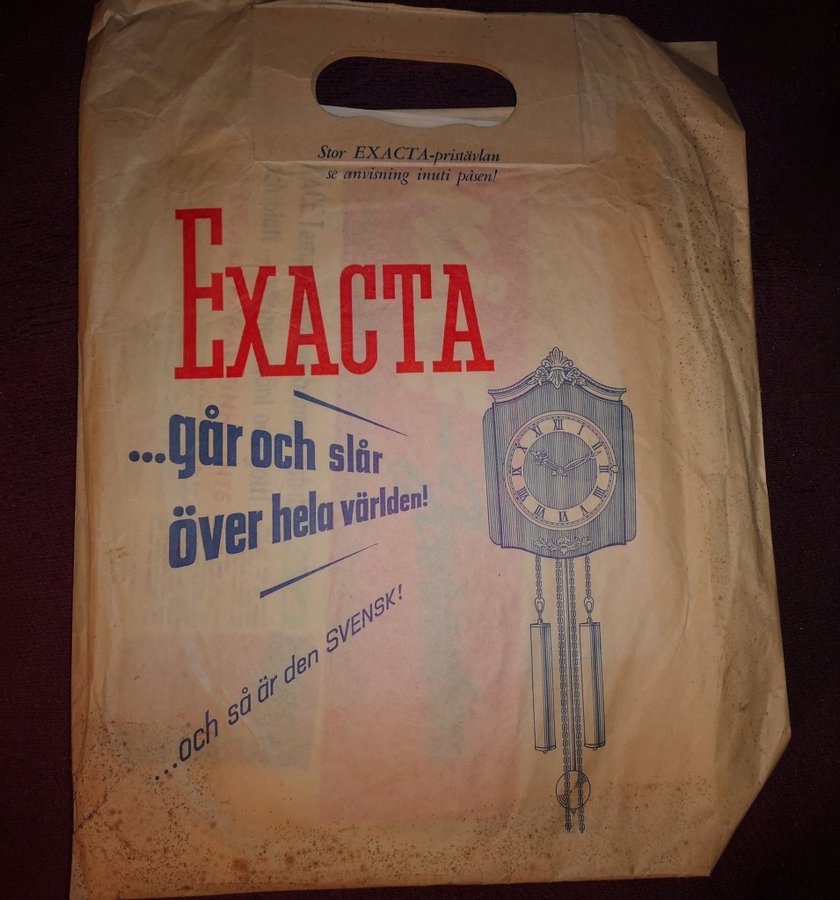 Stor EXACTA-pristävlan
se anvisning inuti påsen!
EXACTA
...går och slår
över hela världen!
...och så är den SVENSK!